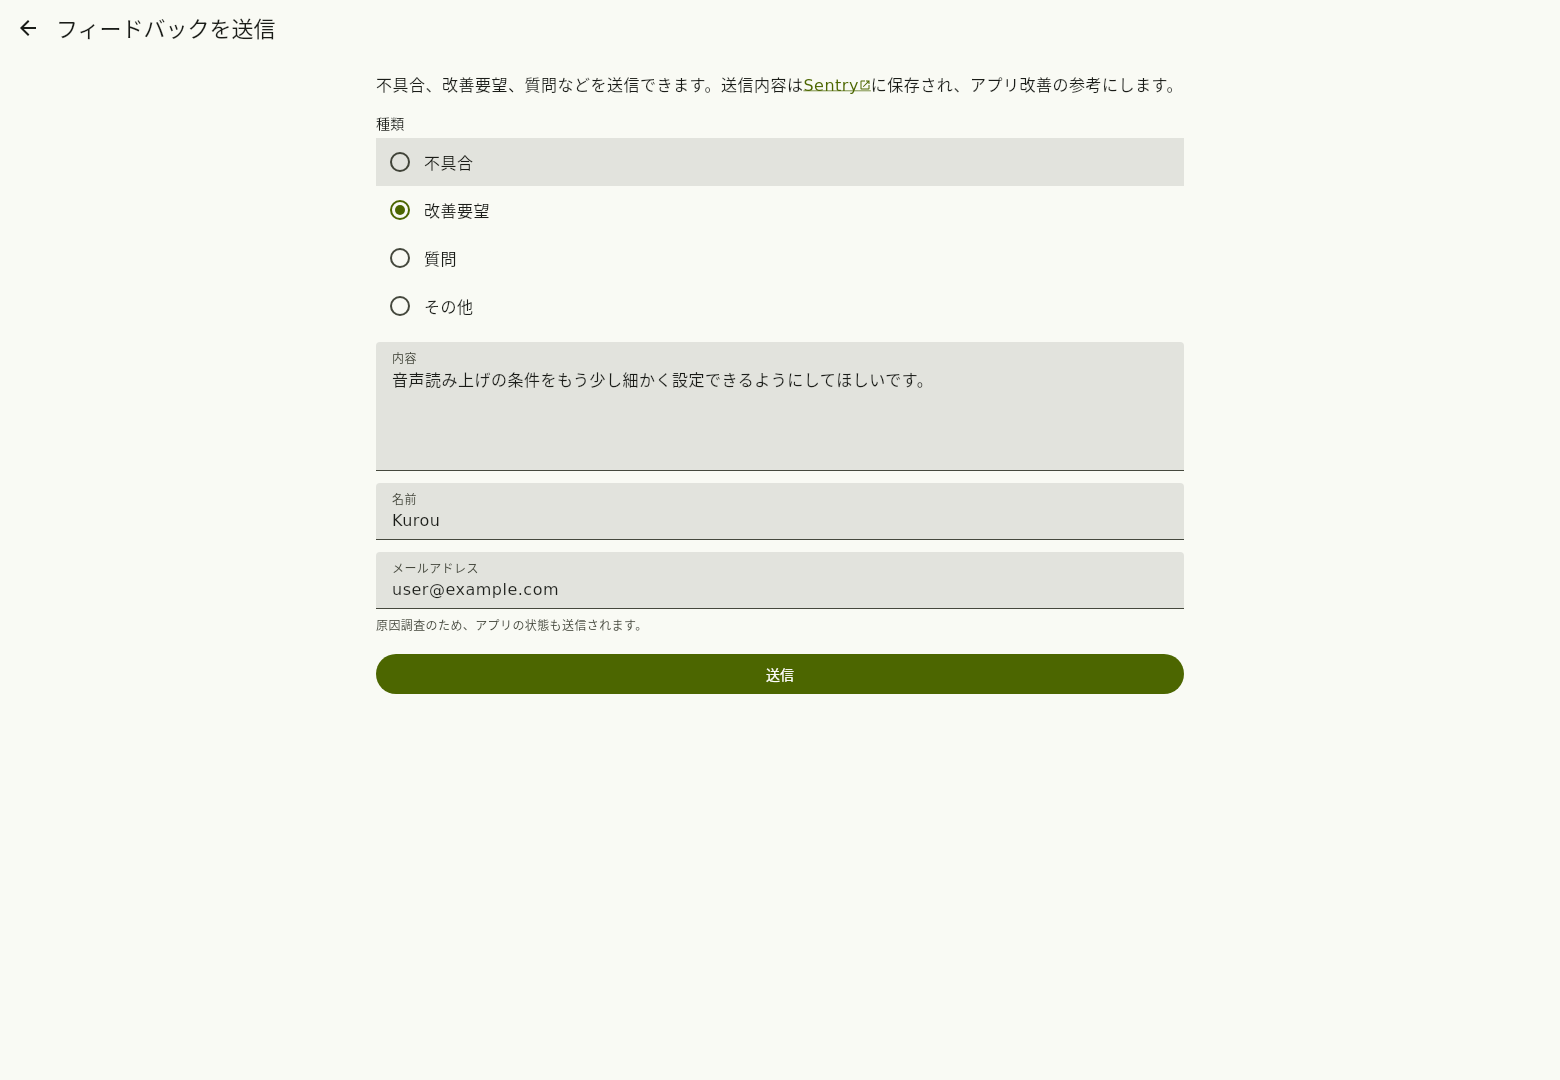 フィードバックを送信
不具合、改善要望、質問などを送信できます。送信内容はSentryに保存され、アプリ改善の参考にします。
種類
不具合
改善要望
質問
その他
内容
音声読み上げの条件をもう少し細かく設定できるようにしてほしいです。
名前
Kurou
メールアドレス
user@example.com
原因調査のため、アプリの状態も送信されます。
送信